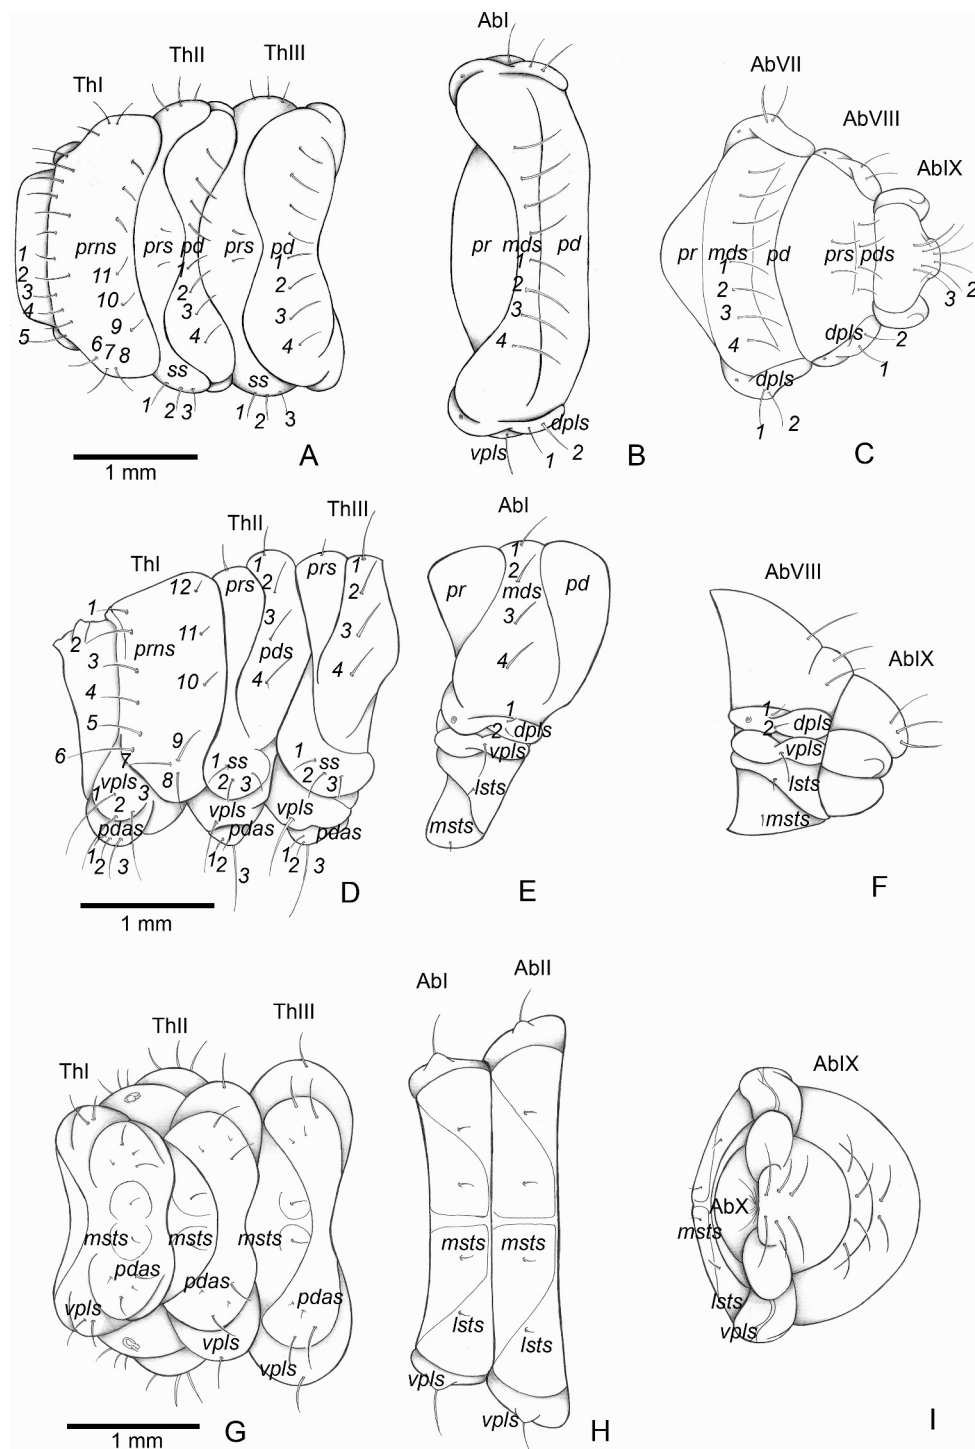 ThI
ThII
ThIII
prns
prs
pd
prs
pd
1
2
3
4
5
11
10
9
6
7
8
1
2
3
4
1
2
3
4
ss
ss
1 2 3
1 2 3
1 mm
A
AbI
pr
mds
pd
1
2
3
4
dpls
vpls
1
2
B
AbVII
AbVIII
AbIX
pr
mds
pd
prs
pds
1
2
3
4
3
2
dpls
2
1
dpls
1
2
C
ThI
ThII
ThIII
12
1
2
3
4
5
6
prns
11
10
9
7
8
prs
1
2
3
pds
4
prs
1
2
3
4
vpls
1
2
3
pdas
1
2
3
1 ss
2 3
vpls
pdas
1
2
3
1 ss
2
3
vpls
pdas
1
2
3
1 mm
D
AbI
1
2
pr
mds
pd
3
4
1
2
dpls
vpls
lsts
msts
E
AbVIII
AbIX
1
2
dpls
vpls
lsts
msts
F
ThI
ThII
ThIII
msts
msts
msts
pdas
pdas
pdas
vpls
vpls
vpls
1 mm
G
AbI
AbII
msts
msts
lsts
lsts
vpls
vpls
H
AbIX
AbX
msts
lsts
vpls
I